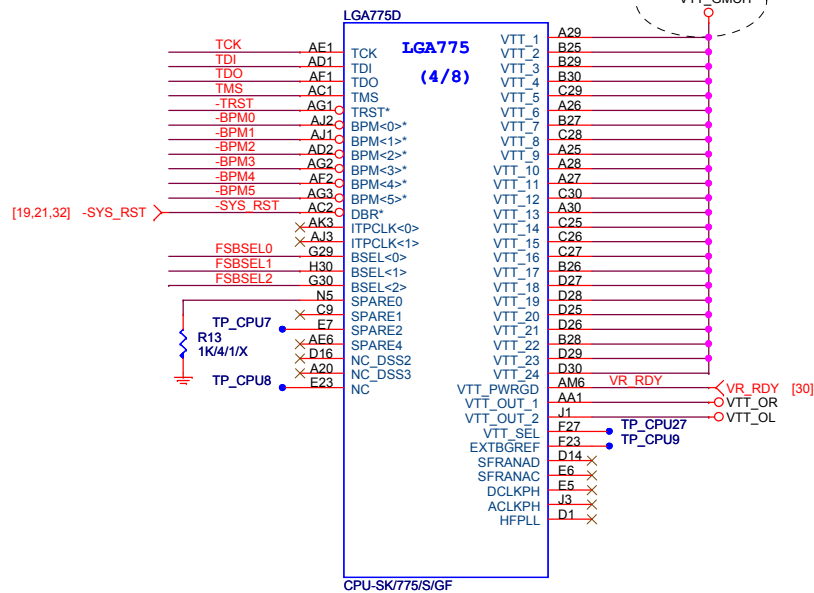 VTT_GMCH
LGA775D
LGA775
(4/8)
TCK AE1 TCK
TDI AD1 TDI
TDO AF1 TDO
TMS AC1 TMS
-TRST AG1 TRST*
-BPM0 AJ2 BPM<0>*
-BPM1 AJ1 BPM<1>*
-BPM2 AD2 BPM<2>*
-BPM3 AG2 BPM<3>*
-BPM4 AF2 BPM<4>*
-BPM5 AG3 BPM<5>*
[19,21,32] -SYS_RST -SYS_RST AC2 DBR*
AK3 ITPCLK<0>
AJ3 ITPCLK<1>
FSBSEL0 G29 BSEL<0>
FSBSEL1 H30 BSEL<1>
FSBSEL2 G30 BSEL<2>
N5 SPARE0
C9 SPARE1
TP_CPU7 E7 SPARE2
R13
1K/4/1/X
AE6 SPARE4
D16 NC_DSS2
A20 NC_DSS3
TP_CPU8 E23 NC
VTT_1 A29
VTT_2 B25
VTT_3 B29
VTT_4 B30
VTT_5 C29
VTT_6 A26
VTT_7 B27
VTT_8 C28
VTT_9 A25
VTT_10 A28
VTT_11 A27
VTT_12 C30
VTT_13 A30
VTT_14 C25
VTT_15 C26
VTT_16 C27
VTT_17 B26
VTT_18 D27
VTT_19 D28
VTT_20 D25
VTT_21 D26
VTT_22 B28
VTT_23 D29
VTT_24 D30
VTT_PWRGD AM6 VR_RDY VR_RDY [30]
VTT_OUT_1 AA1 VTT_OR
VTT_OUT_2 J1 VTT_OL
VTT_SEL F27 TP_CPU27
EXTBGREF F23 TP_CPU9
SFRANAD D14
SFRANAC E6
DCLKPH E5
ACLKPH J3
HFPLL D1
CPU-SK/775/S/GF